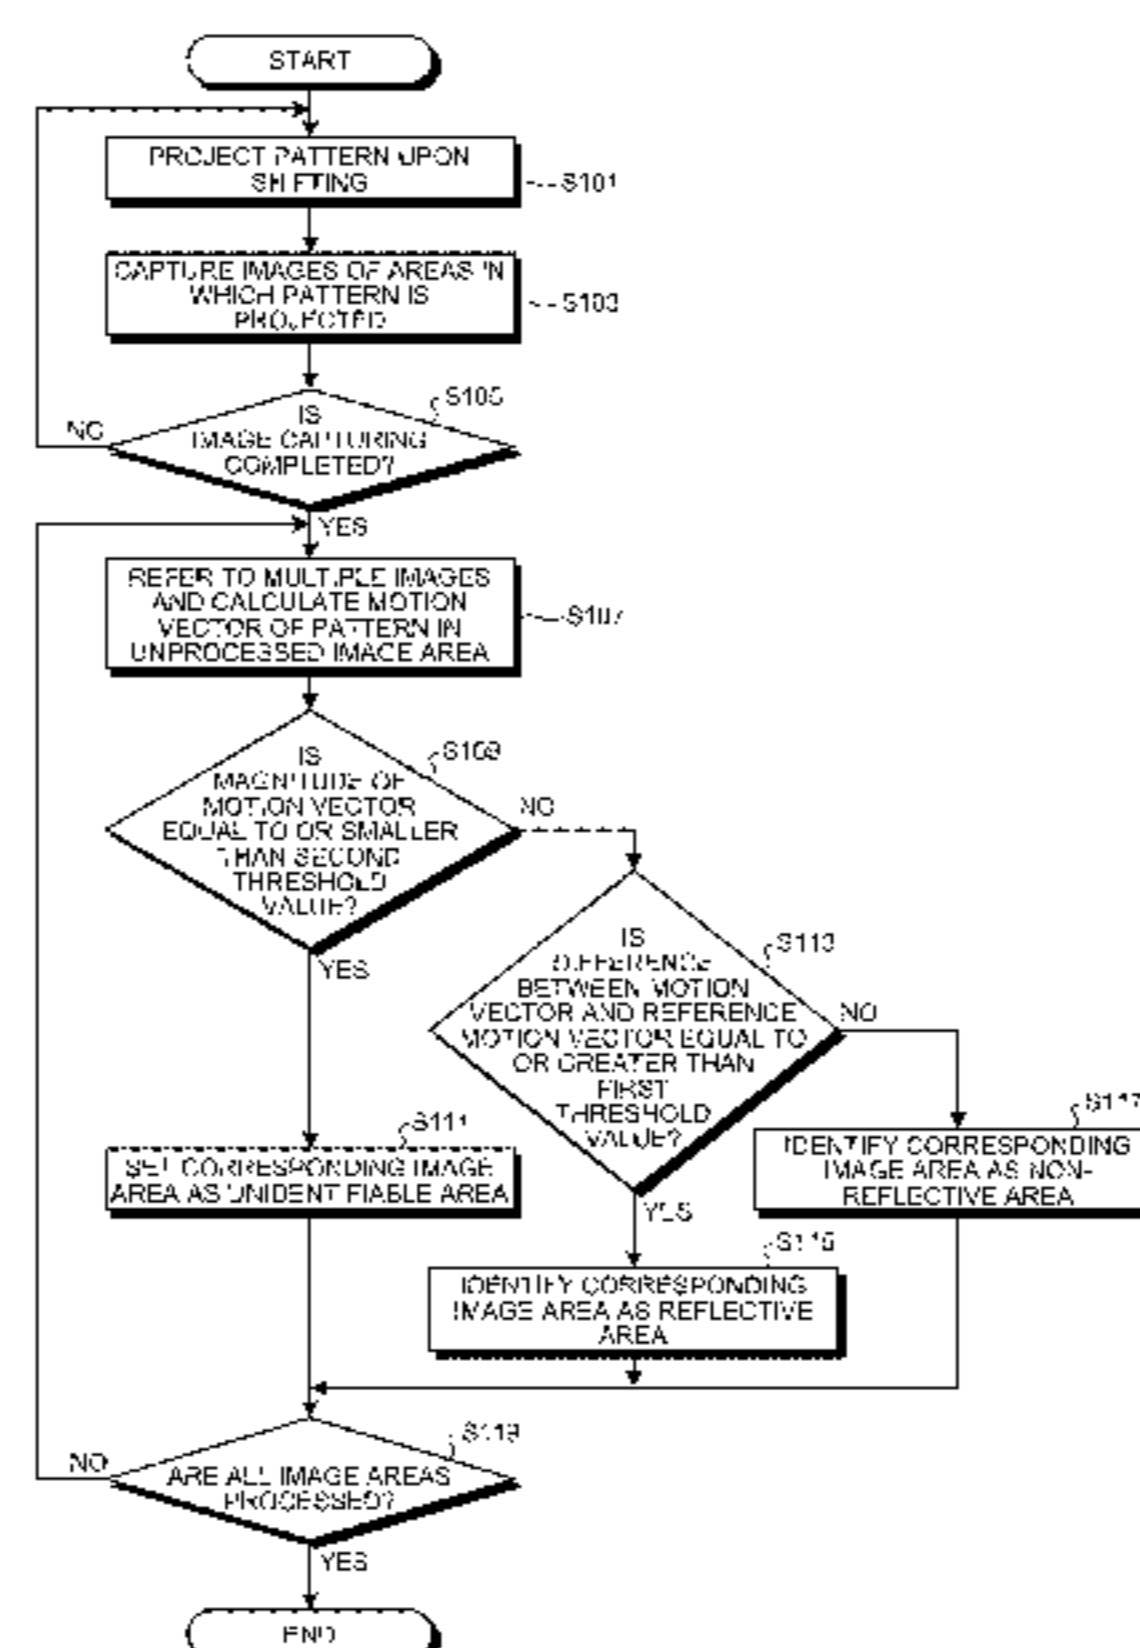 START
PROJECT PATTERN UPON
SHIFTING
S101
CAPTURE IMAGES OF AREAS IN
WHICH PATTERN IS
PROJECTED
S103
S105
IS
IMAGE CAPTURING
COMPLETED?
NO
YES
REFER TO MULTIPLE IMAGES
AND CALCULATE MOTION
VECTOR OF PATTERN IN
UNPROCESSED IMAGE AREA
S107
S109
IS
MAGNITUDE OF
MOTION VECTOR
EQUAL TO OR SMALLER
THAN SECOND
THRESHOLD
VALUE?
NO
YES
S113
IS
DIFFERENCE
BETWEEN MOTION
VECTOR AND REFERENCE
MOTION VECTOR EQUAL TO
OR GREATER THAN
FIRST
THRESHOLD
VALUE?
NO
YES
S111
SET CORRESPONDING IMAGE
AREA AS UNIDENTIFIABLE AREA
S117
IDENTIFY CORRESPONDING
IMAGE AREA AS NON-
REFLECTIVE AREA
S115
IDENTIFY CORRESPONDING
IMAGE AREA AS REFLECTIVE
AREA
S119
ARE ALL IMAGE AREAS
PROCESSED?
NO
YES
END